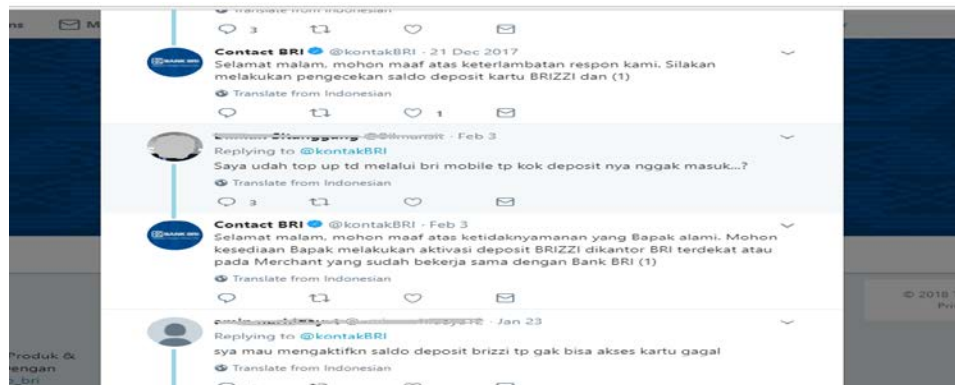 Translate from Indonesian
3
ns
M
Contact BRI @kontakBRI · 21 Dec 2017
BANK BRI
Selamat malam, mohon maaf atas keterlambatan respon kami. Silakan
melakukan pengecekan saldo deposit kartu BRIZZI dan (1)
Translate from Indonesian
1
· Feb 3
Replying to @kontakBRI
Saya udah top up td melalui bri mobile tp kok deposit nya nggak masuk...?
Translate from Indonesian
3
Contact BRI @kontakBRI · Feb 3
BANK BRI
Selamat malam, mohon maaf atas ketidaknyamanan yang Bapak alami. Mohon
kesediaan Bapak melakukan aktivasi deposit BRIZZI dikantor BRI terdekat atau
pada Merchant yang sudah bekerja sama dengan Bank BRI (1)
Translate from Indonesian
© 2018
· Jan 23
Replying to @kontakBRI
sya mau mengaktifkn saldo deposit brizzi tp gak bisa akses kartu gagal
Translate from Indonesian
Produk &
engan
_bri